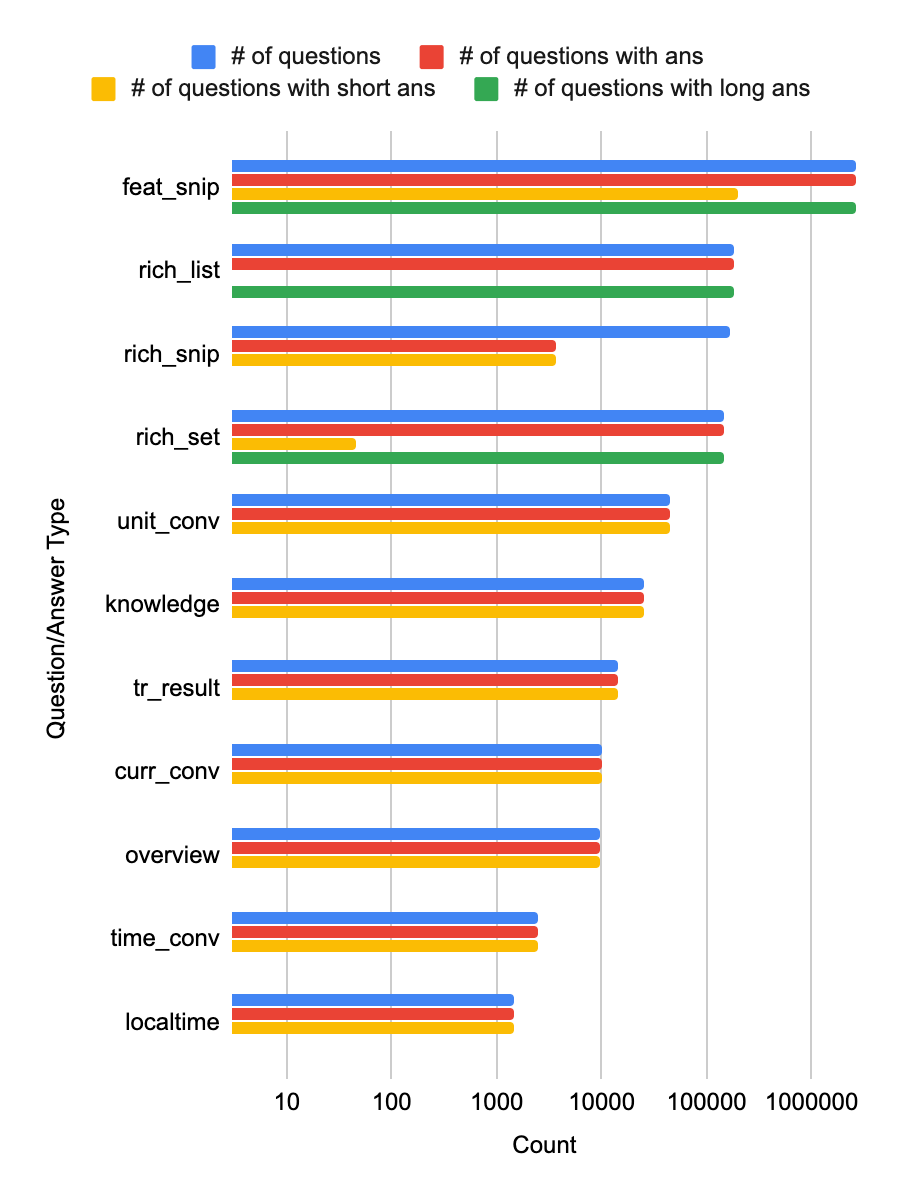 # of questions # of questions with ans
# of questions with short ans # of questions with long ans
feat_snip
rich_list
rich_snip
rich_set
unit_conv
knowledge
tr_result
curr_conv
overview
time_conv
localtime
Question/Answer Type
10 100 1000 10000 100000 1000000
Count